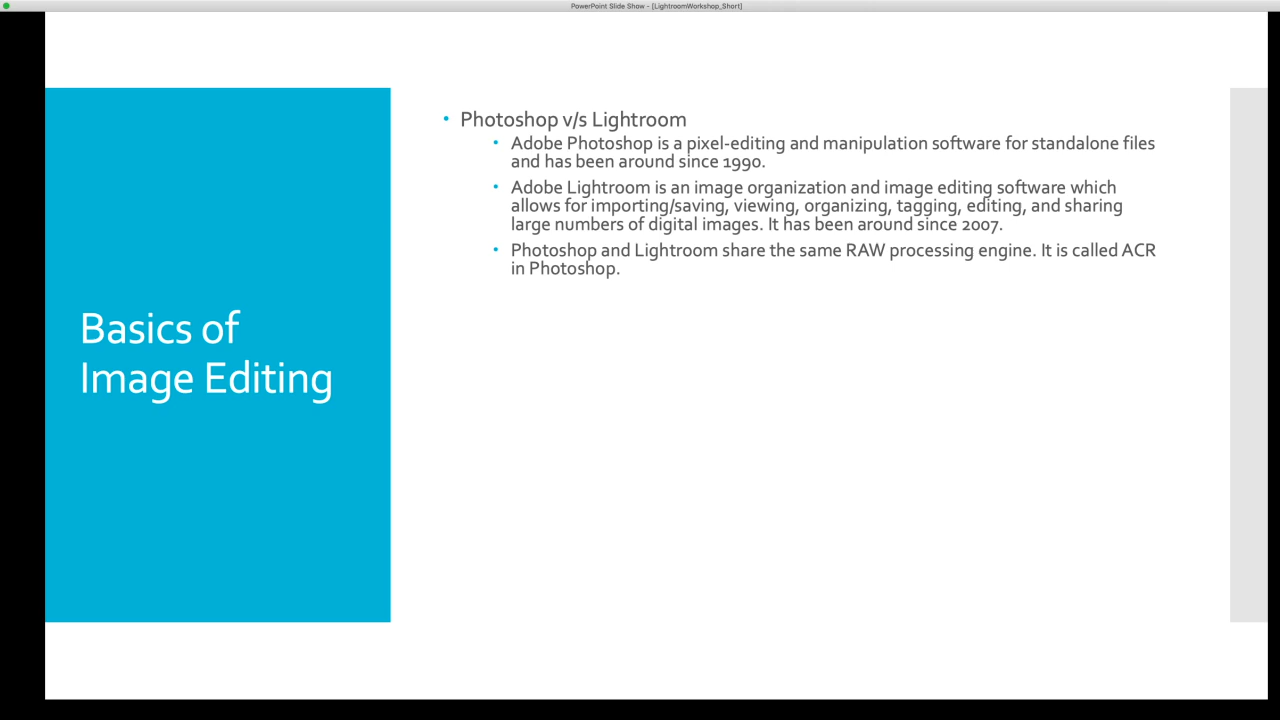 PowerPoint Slide Show - [LightroomWorkshop_Short]
Basics of
Image Editing
• Photoshop v/s Lightroom
• Adobe Photoshop is a pixel-editing and manipulation software for standalone files
and has been around since 1990.
• Adobe Lightroom is an image organization and image editing software which
allows for importing/saving, viewing, organizing, tagging, editing, and sharing
large numbers of digital images. It has been around since 2007.
• Photoshop and Lightroom share the same RAW processing engine. It is called ACR
in Photoshop.